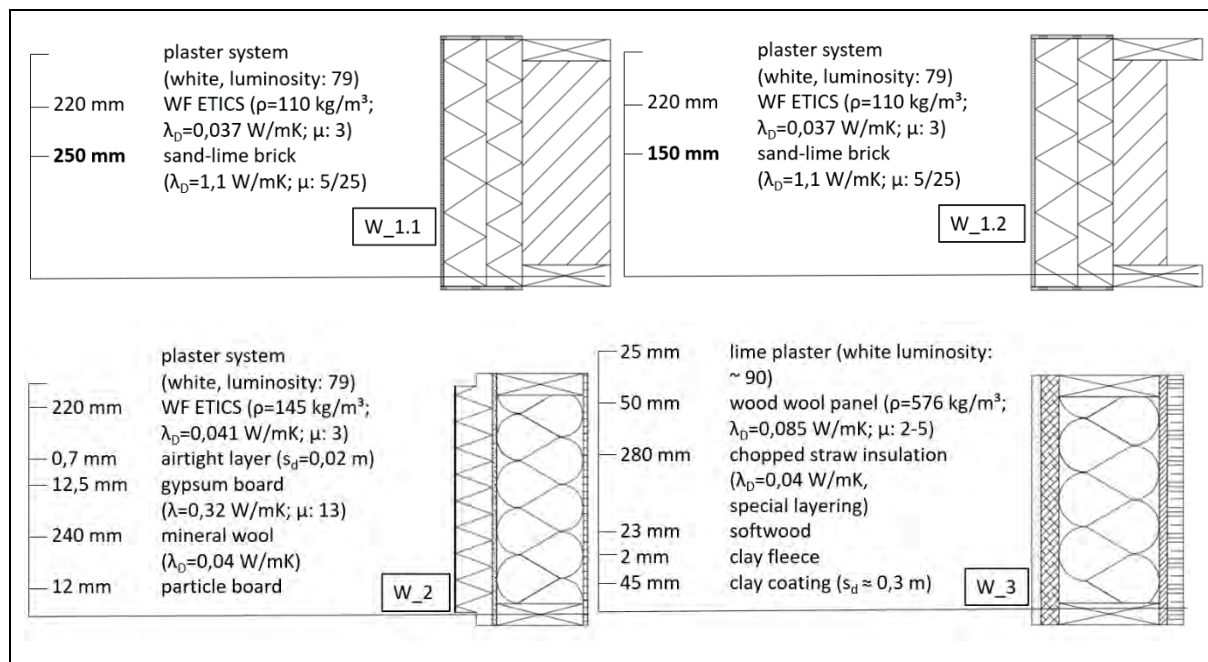 plaster system
(white, luminosity: 79)
220 mm WF ETICS (ρ=110 kg/m³;
λD=0,037 W/mK; μ: 3)
250 mm sand-lime brick
(λD=1,1 W/mK; μ: 5/25)
W_1.1
plaster system
(white, luminosity: 79)
220 mm WF ETICS (ρ=110 kg/m³;
λD=0,037 W/mK; μ: 3)
150 mm sand-lime brick
(λD=1,1 W/mK; μ: 5/25)
W_1.2
plaster system
(white, luminosity: 79)
220 mm WF ETICS (ρ=145 kg/m³;
λD=0,041 W/mK; μ: 3)
0,7 mm airtight layer (sd=0,02 m)
12,5 mm gypsum board
(λ=0,32 W/mK; μ: 13)
240 mm mineral wool
(λD=0,04 W/mK)
12 mm particle board
W_2
25 mm lime plaster (white luminosity:
~ 90)
50 mm wood wool panel (ρ=576 kg/m³;
λD=0,085 W/mK; μ: 2-5)
280 mm chopped straw insulation
(λD=0,04 W/mK,
special layering)
23 mm softwood
2 mm clay fleece
45 mm clay coating (sd ≈ 0,3 m)
W_3